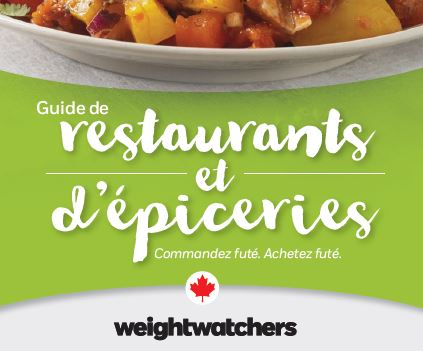 Guide de
restaurants
et
d'épiceries
Commandez futé. Achetez futé.
weightwatchers